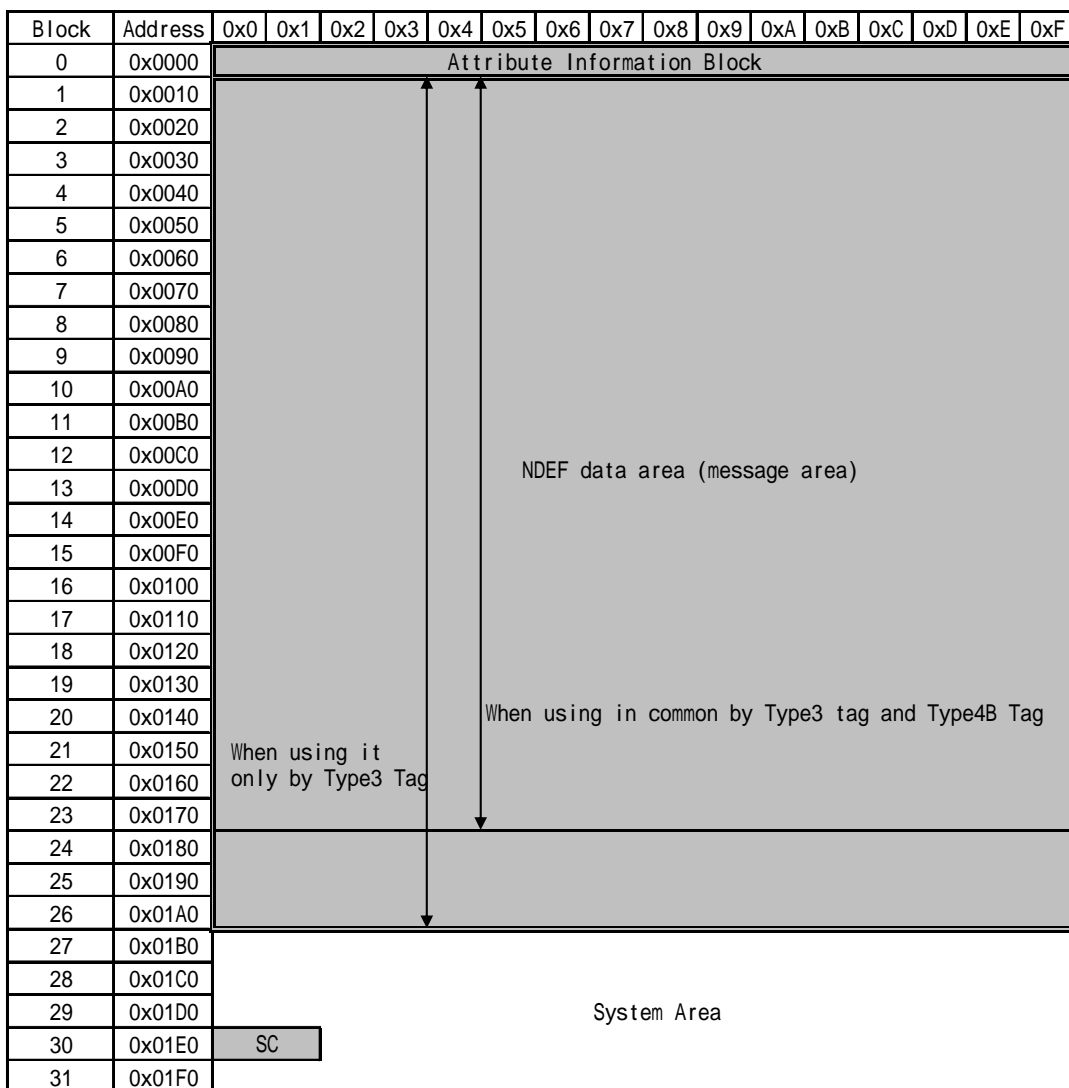 Block Address 0x0 0x1 0x2 0x3 0x4 0x5 0x6 0x7 0x8 0x9 0xA 0xB 0xC 0xD 0xE 0xF
0 0x0000 Attribute Information Block
1 0x0010
2 0x0020
3 0x0030
4 0x0040
5 0x0050
6 0x0060
7 0x0070
8 0x0080
9 0x0090
10 0x00A0
11 0x00B0
12 0x00C0
NDEF data area (message area)
13 0x00D0
14 0x00E0
15 0x00F0
16 0x0100
17 0x0110
18 0x0120
19 0x0130
20 0x0140 When using in common by Type3 tag and Type4B Tag
21 0x0150 When using it
22 0x0160 only by Type3 Tag
23 0x0170
24 0x0180
25 0x0190
26 0x01A0
27 0x01B0
28 0x01C0
29 0x01D0 System Area
30 0x01E0 SC
31 0x01F0